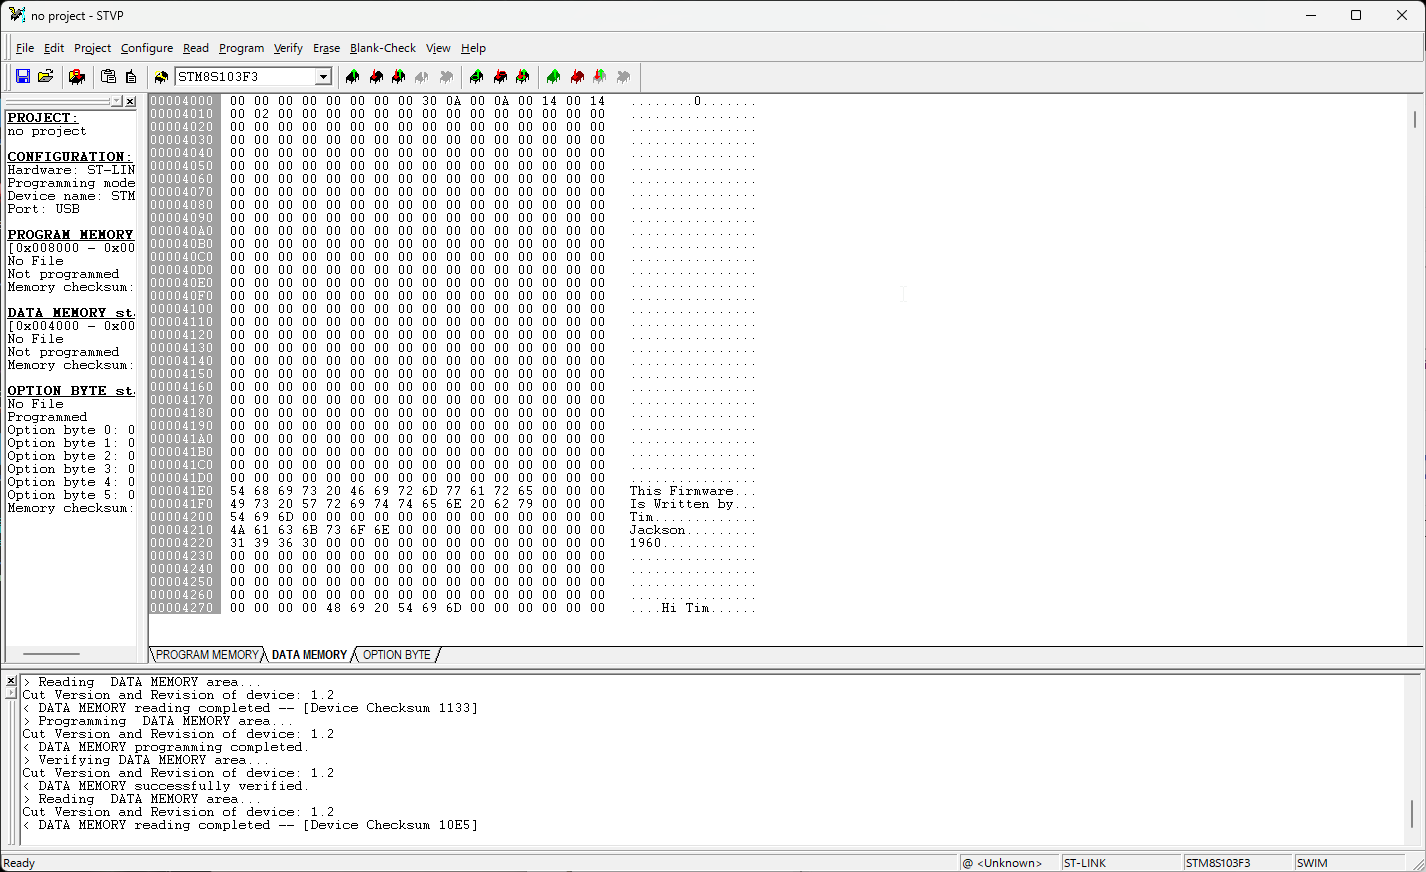 no project - STVP
File Edit Project Configure Read Program Verify Erase Blank-Check View Help
STM8S103F3
PROJECT:
no project
CONFIGURATION:
Hardware: ST-LIN
Programming mode
Device name: STM
Port: USB
PROGRAM MEMORY
[0x008000 - 0x00
No File
Not programmed
Memory checksum:
DATA MEMORY st
[0x004000 - 0x00
No File
Not programmed
Memory checksum:
OPTION BYTE st
No File
Programmed
Option byte 0: 0
Option byte 1: 0
Option byte 2: 0
Option byte 3: 0
Option byte 4: 0
Option byte 5: 0
Memory checksum:
00004000 00 00 00 00 00 00 00 00 30 0A 00 0A 00 14 00 14 ........0.......
00004010 00 02 00 00 00 00 00 00 00 00 00 00 00 00 00 00 ................
00004020 00 00 00 00 00 00 00 00 00 00 00 00 00 00 00 00 ................
00004030 00 00 00 00 00 00 00 00 00 00 00 00 00 00 00 00 ................
00004040 00 00 00 00 00 00 00 00 00 00 00 00 00 00 00 00 ................
00004050 00 00 00 00 00 00 00 00 00 00 00 00 00 00 00 00 ................
00004060 00 00 00 00 00 00 00 00 00 00 00 00 00 00 00 00 ................
00004070 00 00 00 00 00 00 00 00 00 00 00 00 00 00 00 00 ................
00004080 00 00 00 00 00 00 00 00 00 00 00 00 00 00 00 00 ................
00004090 00 00 00 00 00 00 00 00 00 00 00 00 00 00 00 00 ................
000040A0 00 00 00 00 00 00 00 00 00 00 00 00 00 00 00 00 ................
000040B0 00 00 00 00 00 00 00 00 00 00 00 00 00 00 00 00 ................
000040C0 00 00 00 00 00 00 00 00 00 00 00 00 00 00 00 00 ................
000040D0 00 00 00 00 00 00 00 00 00 00 00 00 00 00 00 00 ................
000040E0 00 00 00 00 00 00 00 00 00 00 00 00 00 00 00 00 ................
000040F0 00 00 00 00 00 00 00 00 00 00 00 00 00 00 00 00 ................
00004100 00 00 00 00 00 00 00 00 00 00 00 00 00 00 00 00 ................
00004110 00 00 00 00 00 00 00 00 00 00 00 00 00 00 00 00 ................
00004120 00 00 00 00 00 00 00 00 00 00 00 00 00 00 00 00 ................
00004130 00 00 00 00 00 00 00 00 00 00 00 00 00 00 00 00 ................
00004140 00 00 00 00 00 00 00 00 00 00 00 00 00 00 00 00 ................
00004150 00 00 00 00 00 00 00 00 00 00 00 00 00 00 00 00 ................
00004160 00 00 00 00 00 00 00 00 00 00 00 00 00 00 00 00 ................
00004170 00 00 00 00 00 00 00 00 00 00 00 00 00 00 00 00 ................
00004180 00 00 00 00 00 00 00 00 00 00 00 00 00 00 00 00 ................
00004190 00 00 00 00 00 00 00 00 00 00 00 00 00 00 00 00 ................
000041A0 00 00 00 00 00 00 00 00 00 00 00 00 00 00 00 00 ................
000041B0 00 00 00 00 00 00 00 00 00 00 00 00 00 00 00 00 ................
000041C0 00 00 00 00 00 00 00 00 00 00 00 00 00 00 00 00 ................
000041D0 00 00 00 00 00 00 00 00 00 00 00 00 00 00 00 00 ................
000041E0 54 68 69 73 20 46 69 72 6D 77 61 72 65 00 00 00 This Firmware...
000041F0 49 73 20 57 72 69 74 74 65 6E 20 62 79 00 00 00 Is Written by...
00004200 54 69 6D 00 00 00 00 00 00 00 00 00 00 00 00 00 Tim.............
00004210 4A 61 63 6B 73 6F 6E 00 00 00 00 00 00 00 00 00 Jackson.........
00004220 31 39 36 30 00 00 00 00 00 00 00 00 00 00 00 00 1960............
00004230 00 00 00 00 00 00 00 00 00 00 00 00 00 00 00 00 ................
00004240 00 00 00 00 00 00 00 00 00 00 00 00 00 00 00 00 ................
00004250 00 00 00 00 00 00 00 00 00 00 00 00 00 00 00 00 ................
00004260 00 00 00 00 00 00 00 00 00 00 00 00 00 00 00 00 ................
00004270 00 00 00 00 48 69 20 54 69 6D 00 00 00 00 00 00 ....Hi Tim......
PROGRAM MEMORY DATA MEMORY OPTION BYTE
> Reading DATA MEMORY area...
Cut Version and Revision of device: 1.2
< DATA MEMORY reading completed -- [Device Checksum 1133]
> Programming DATA MEMORY area...
Cut Version and Revision of device: 1.2
< DATA MEMORY programming completed.
> Verifying DATA MEMORY area...
Cut Version and Revision of device: 1.2
< DATA MEMORY successfully verified.
> Reading DATA MEMORY area...
Cut Version and Revision of device: 1.2
< DATA MEMORY reading completed -- [Device Checksum 10E5]
Ready @ <Unknown> ST-LINK STM8S103F3 SWIM